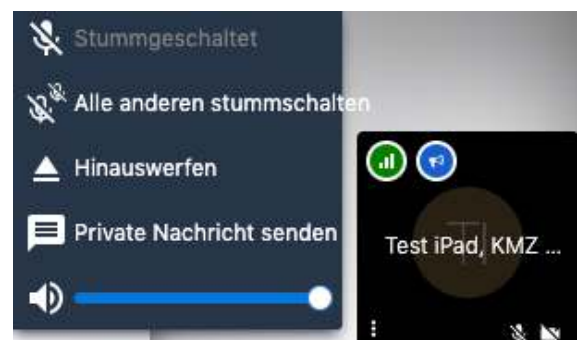 Stummgeschaltet
Alle anderen stummschalten
Hinauswerfen
Private Nachricht senden
Test iPad, KMZ ...